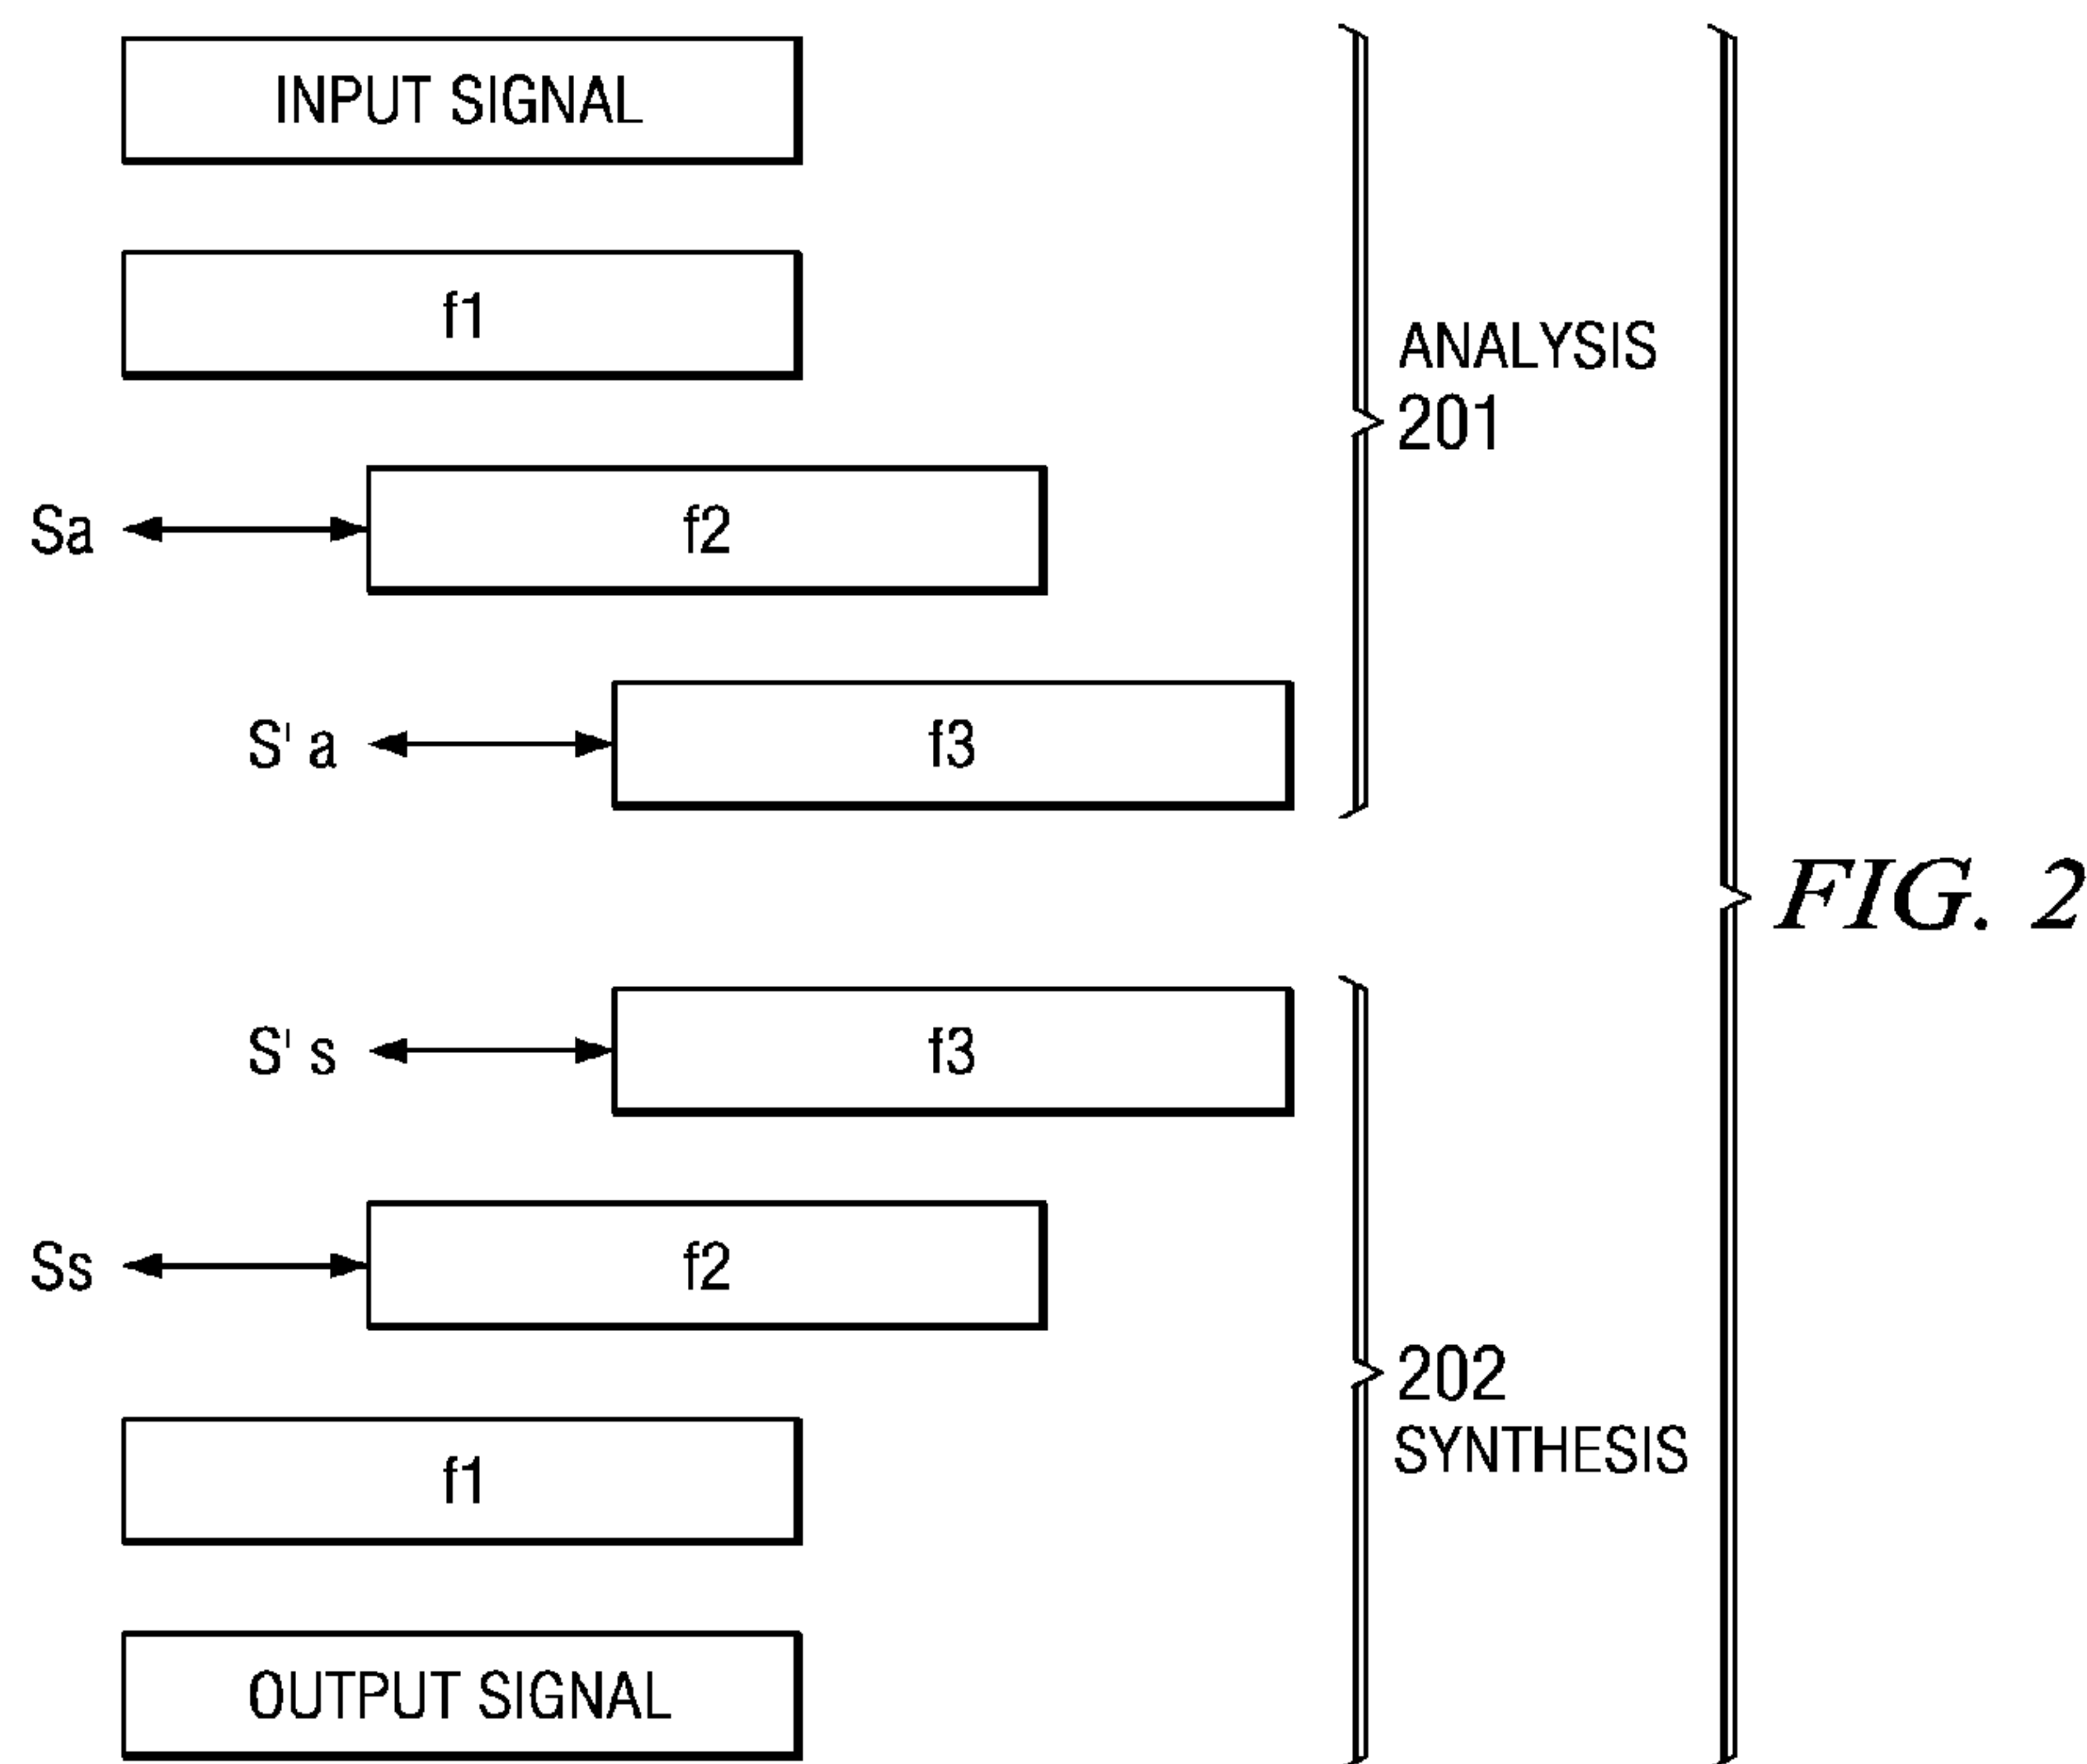 INPUT SIGNAL
f1
ANALYSIS
201
Sa
f2
S' a
f3
FIG. 2
S' s
f3
Ss
f2
202
SYNTHESIS
f1
OUTPUT SIGNAL